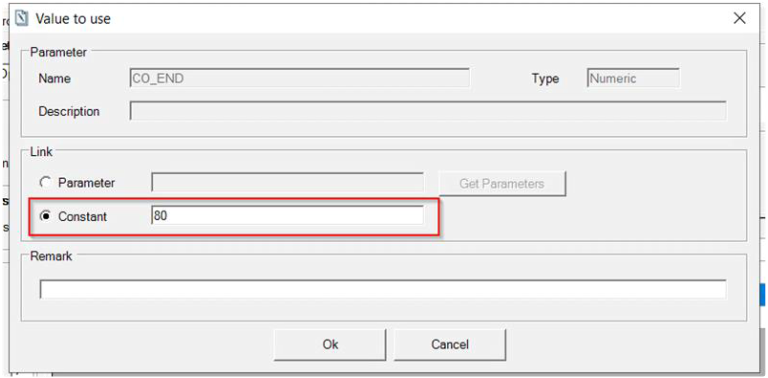 Value to use
Parameter
Name CO_END Type Numeric
Description
Link
Parameter Get Parameters
Constant 80
Remark
Ok Cancel